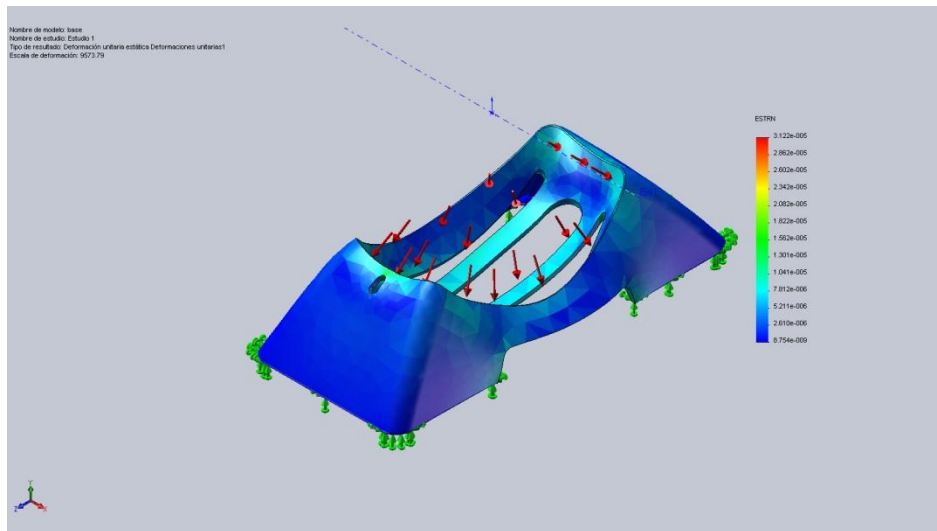 Nombre de modelo: base
Nombre de estudio: Estudio 1
Tipo de resultado: Deformación unitaria estática Deformaciones unitarias1
Escala de deformación: 9573.79
ESTRN
3.122e-005
2.862e-005
2.602e-005
2.342e-005
2.082e-005
1.822e-005
1.562e-005
1.301e-005
1.041e-005
7.812e-006
5.211e-006
2.610e-006
8.754e-009
Y
Z
X